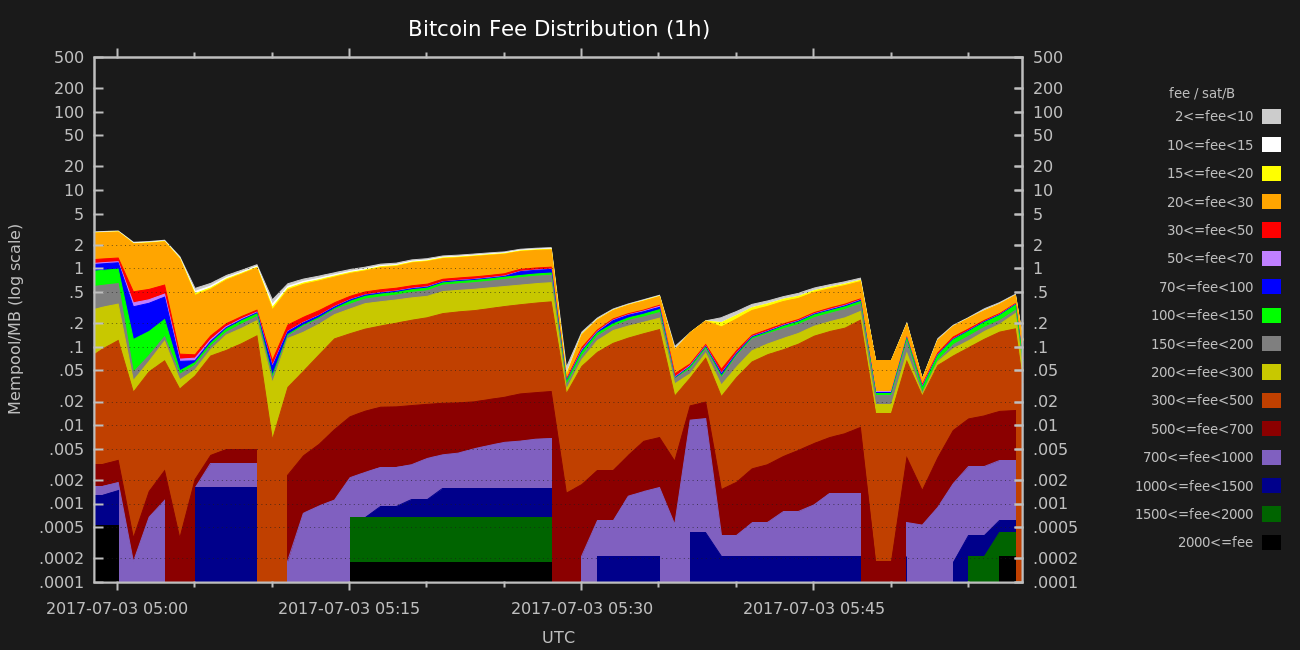 Bitcoin Fee Distribution (1h)
Mempool/MB (log scale)
500
200
100
50
20
10
5
2
1
.5
.2
.1
.05
.02
.01
.005
.002
.001
.0005
.0002
.0001
500
200
100
50
20
10
5
2
1
.5
.2
.1
.05
.02
.01
.005
.002
.001
.0005
.0002
.0001
2017-07-03 05:00
2017-07-03 05:15
2017-07-03 05:30
2017-07-03 05:45
UTC
fee / sat/B
2<=fee<10
10<=fee<15
15<=fee<20
20<=fee<30
30<=fee<50
50<=fee<70
70<=fee<100
100<=fee<150
150<=fee<200
200<=fee<300
300<=fee<500
500<=fee<700
700<=fee<1000
1000<=fee<1500
1500<=fee<2000
2000<=fee